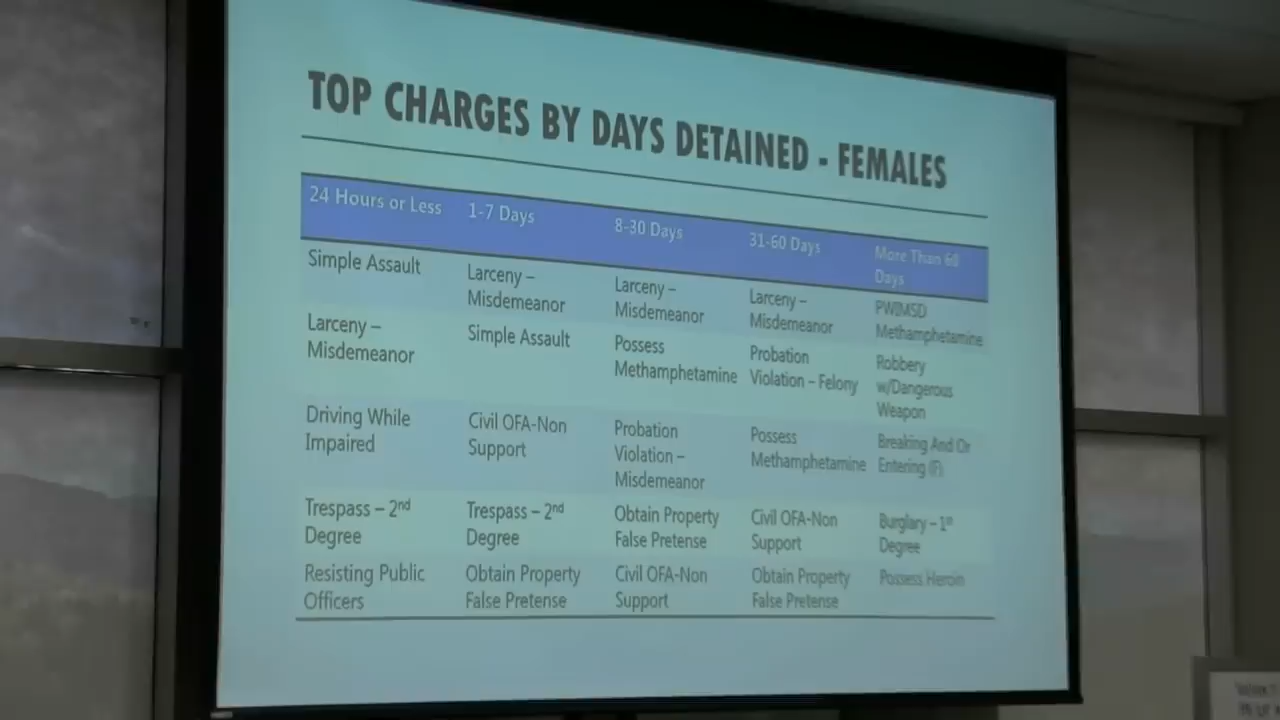 TOP CHARGES BY DAYS DETAINED - FEMALES
24 Hours or Less
1-7 Days
8-30 Days
31-60 Days
More Than 60
Days
Simple Assault
Larceny –
Misdemeanor
Larceny –
Misdemeanor
Larceny –
Misdemeanor
PWIMSD
Methamphetamine
Larceny –
Misdemeanor
Simple Assault
Possess
Methamphetamine
Probation
Violation – Felony
Robbery
w/Dangerous
Weapon
Driving While
Impaired
Civil OFA-Non
Support
Probation
Violation –
Misdemeanor
Possess
Methamphetamine
Breaking And Or
Entering (F)
Trespass – 2nd
Degree
Trespass – 2nd
Degree
Obtain Property
False Pretense
Civil OFA-Non
Support
Burglary – 1st
Degree
Resisting Public
Officers
Obtain Property
False Pretense
Civil OFA-Non
Support
Obtain Property
False Pretense
Possess Heroin